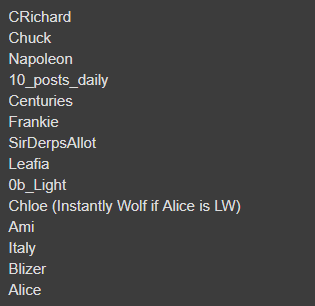 CRichard
Chuck
Napoleon
10_posts_daily
Centuries
Frankie
SirDerpsAllot
Leafia
0b_Light
Chloe (Instantly Wolf if Alice is LW)
Ami
Italy
Blizer
Alice